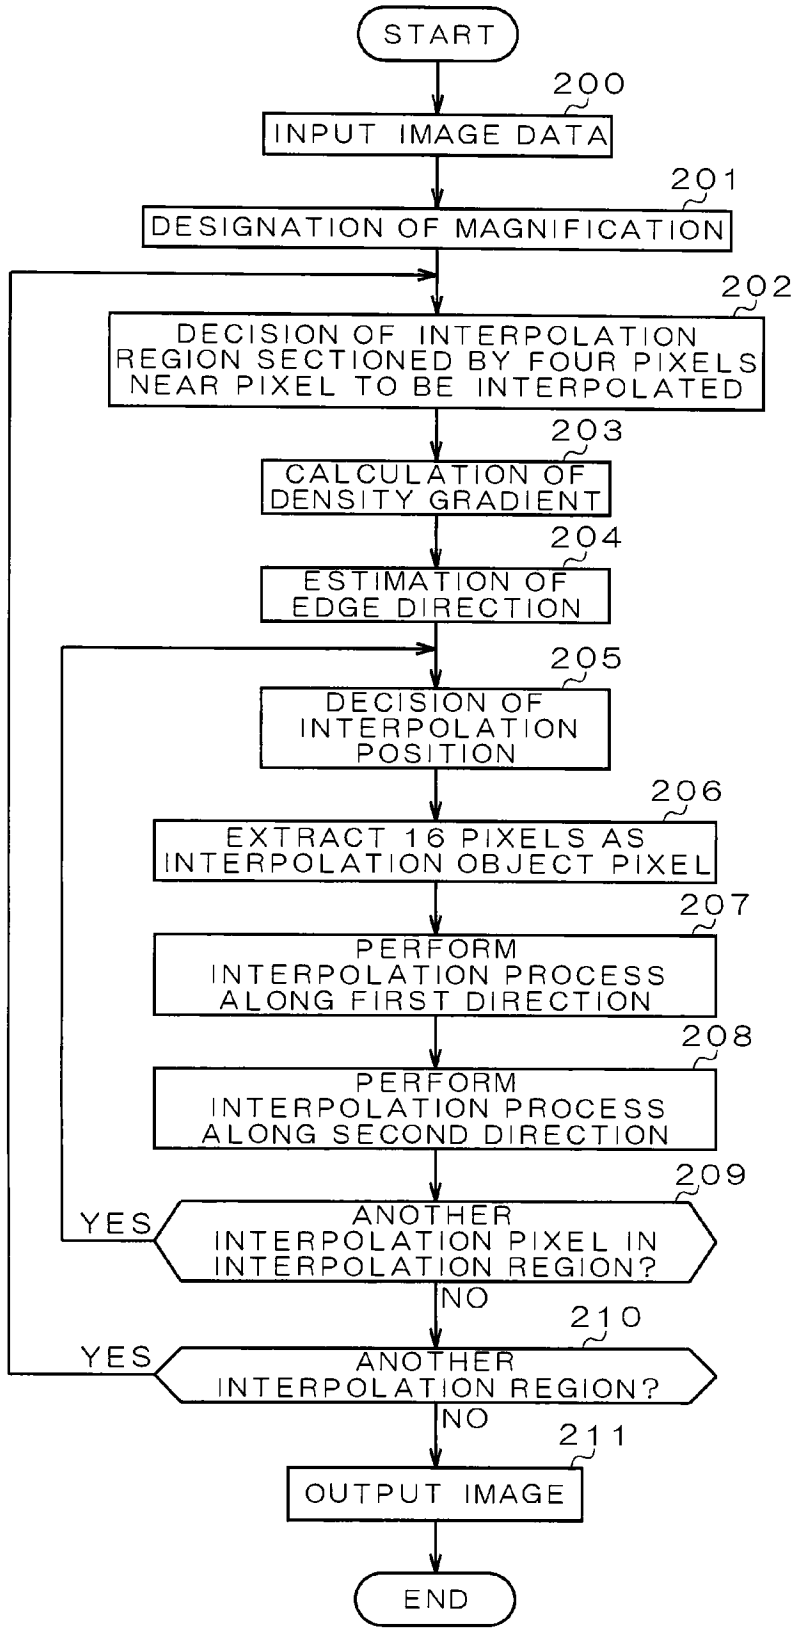 START
200
INPUT IMAGE DATA
201
DESIGNATION OF MAGNIFICATION
202
DECISION OF INTERPOLATION
REGION SECTIONED BY FOUR PIXELS
NEAR PIXEL TO BE INTERPOLATED
203
CALCULATION OF
DENSITY GRADIENT
204
ESTIMATION OF
EDGE DIRECTION
205
DECISION OF
INTERPOLATION
POSITION
206
EXTRACT 16 PIXELS AS
INTERPOLATION OBJECT PIXEL
207
PERFORM
INTERPOLATION PROCESS
ALONG FIRST DIRECTION
208
PERFORM
INTERPOLATION PROCESS
ALONG SECOND DIRECTION
209
YES
ANOTHER
INTERPOLATION PIXEL IN
INTERPOLATION REGION?
NO
210
YES
ANOTHER
INTERPOLATION REGION?
NO
211
OUTPUT IMAGE
END